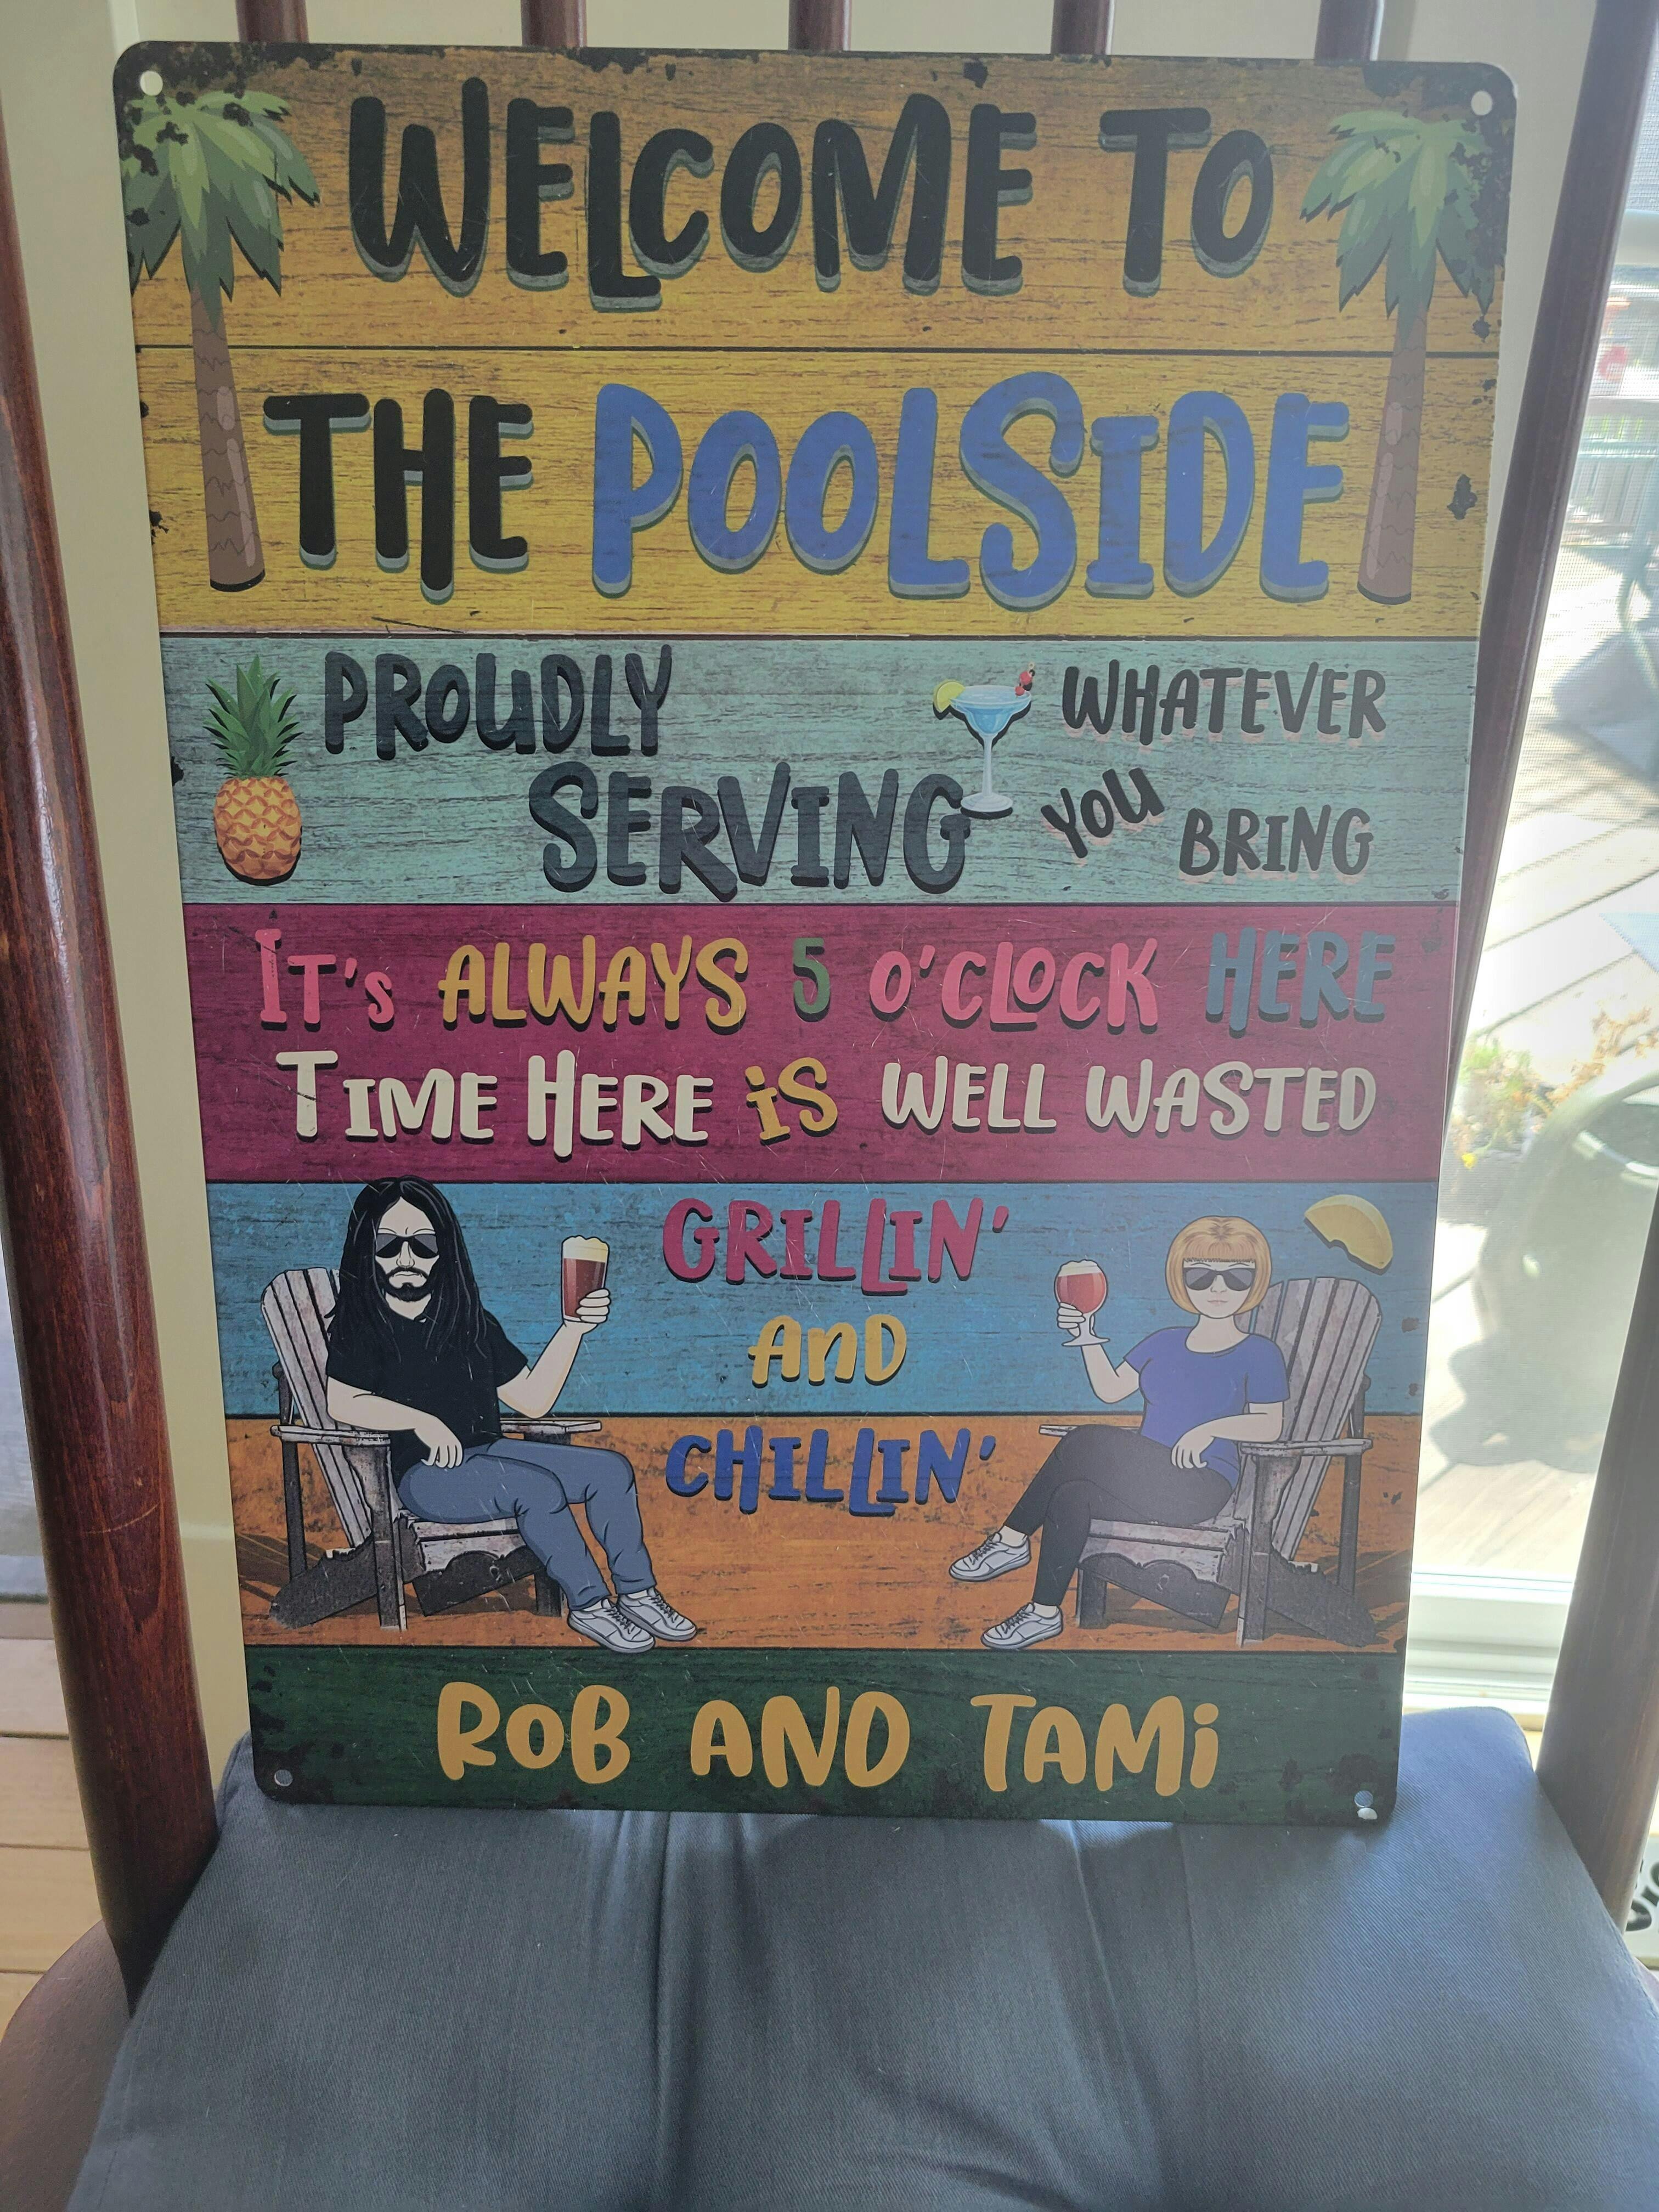 WELCOME TO
THE POOLSIDE
PROUDLY
SERVING
WHATEVER
YOU BRING
IT'S ALWAYS 5 O'CLOCK HERE
TIME HERE iS WELL WASTED
GRILLIN'
AnD
CHILLIN'
ROB AND TAMi